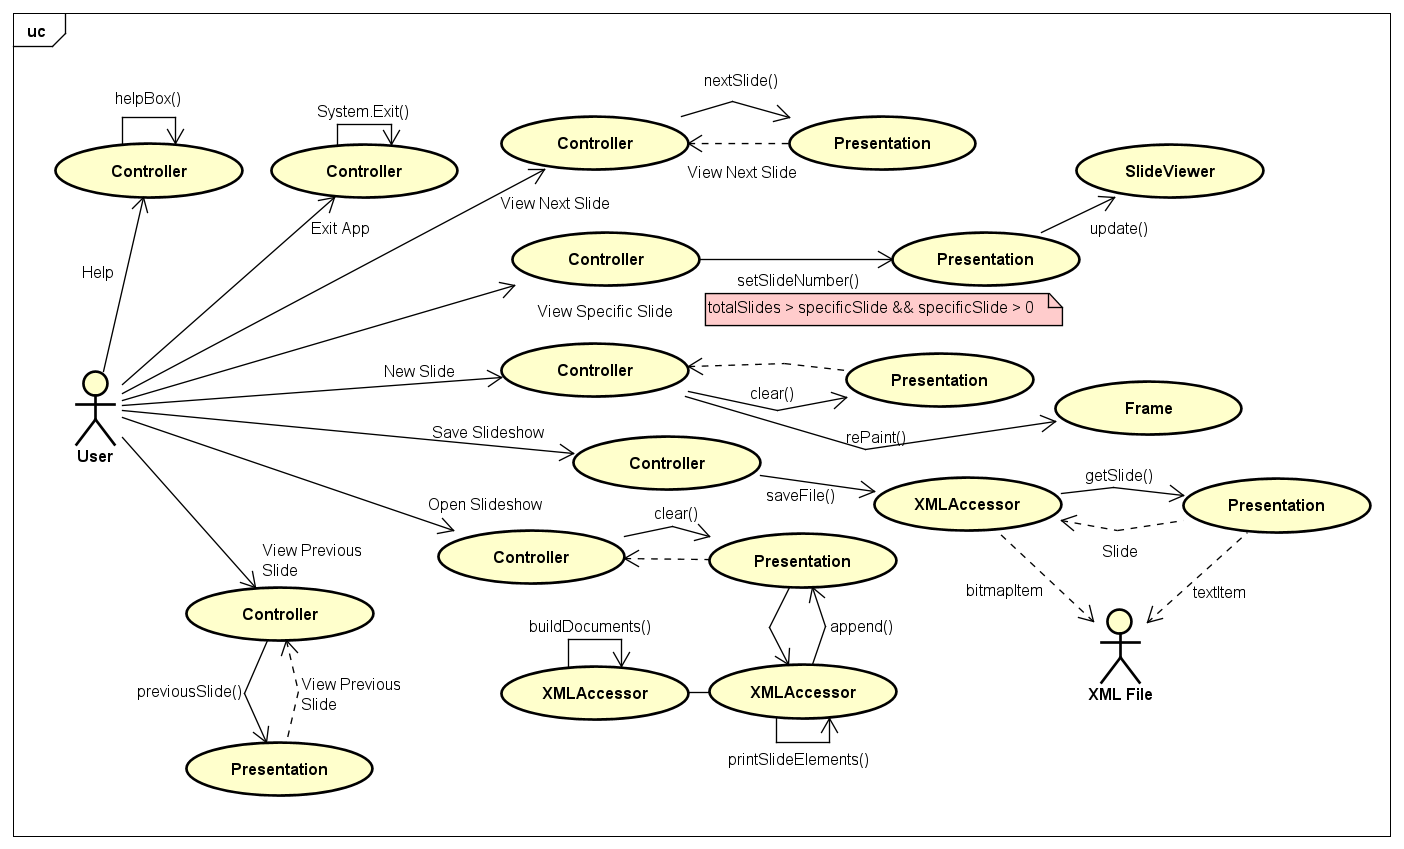 uc
nextSlide()
helpBox()
System.Exit()
Controller
Presentation
Controller
Controller
View Next Slide
SlideViewer
View Next Slide
Exit App
update()
Controller
Presentation
Help
setSlideNumber()
View Specific Slide
totalSlides > specificSlide && specificSlide > 0
New Slide
Controller
Presentation
clear()
Frame
rePaint()
Save Slideshow
User
Controller
getSlide()
saveFile()
XMLAccessor
Presentation
Open Slideshow
clear()
Slide
View Previous
Slide
Controller
Presentation
bitmapItem
textItem
Controller
buildDocuments()
append()
previousSlide()
View Previous
Slide
XMLAccessor
XMLAccessor
XML File
Presentation
printSlideElements()